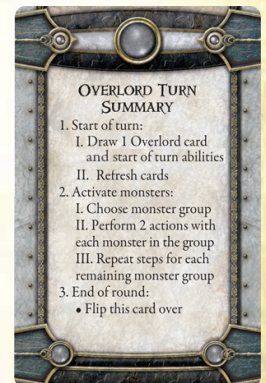 OVERLORD TURN
SUMMARY
1. Start of turn:
I. Draw 1 Overlord card
and start of turn abilities
II. Refresh cards
2. Activate monsters:
I. Choose monster group
II. Perform 2 actions with
each monster in the group
III. Repeat steps for each
remaining monster group
3. End of round:
• Flip this card over